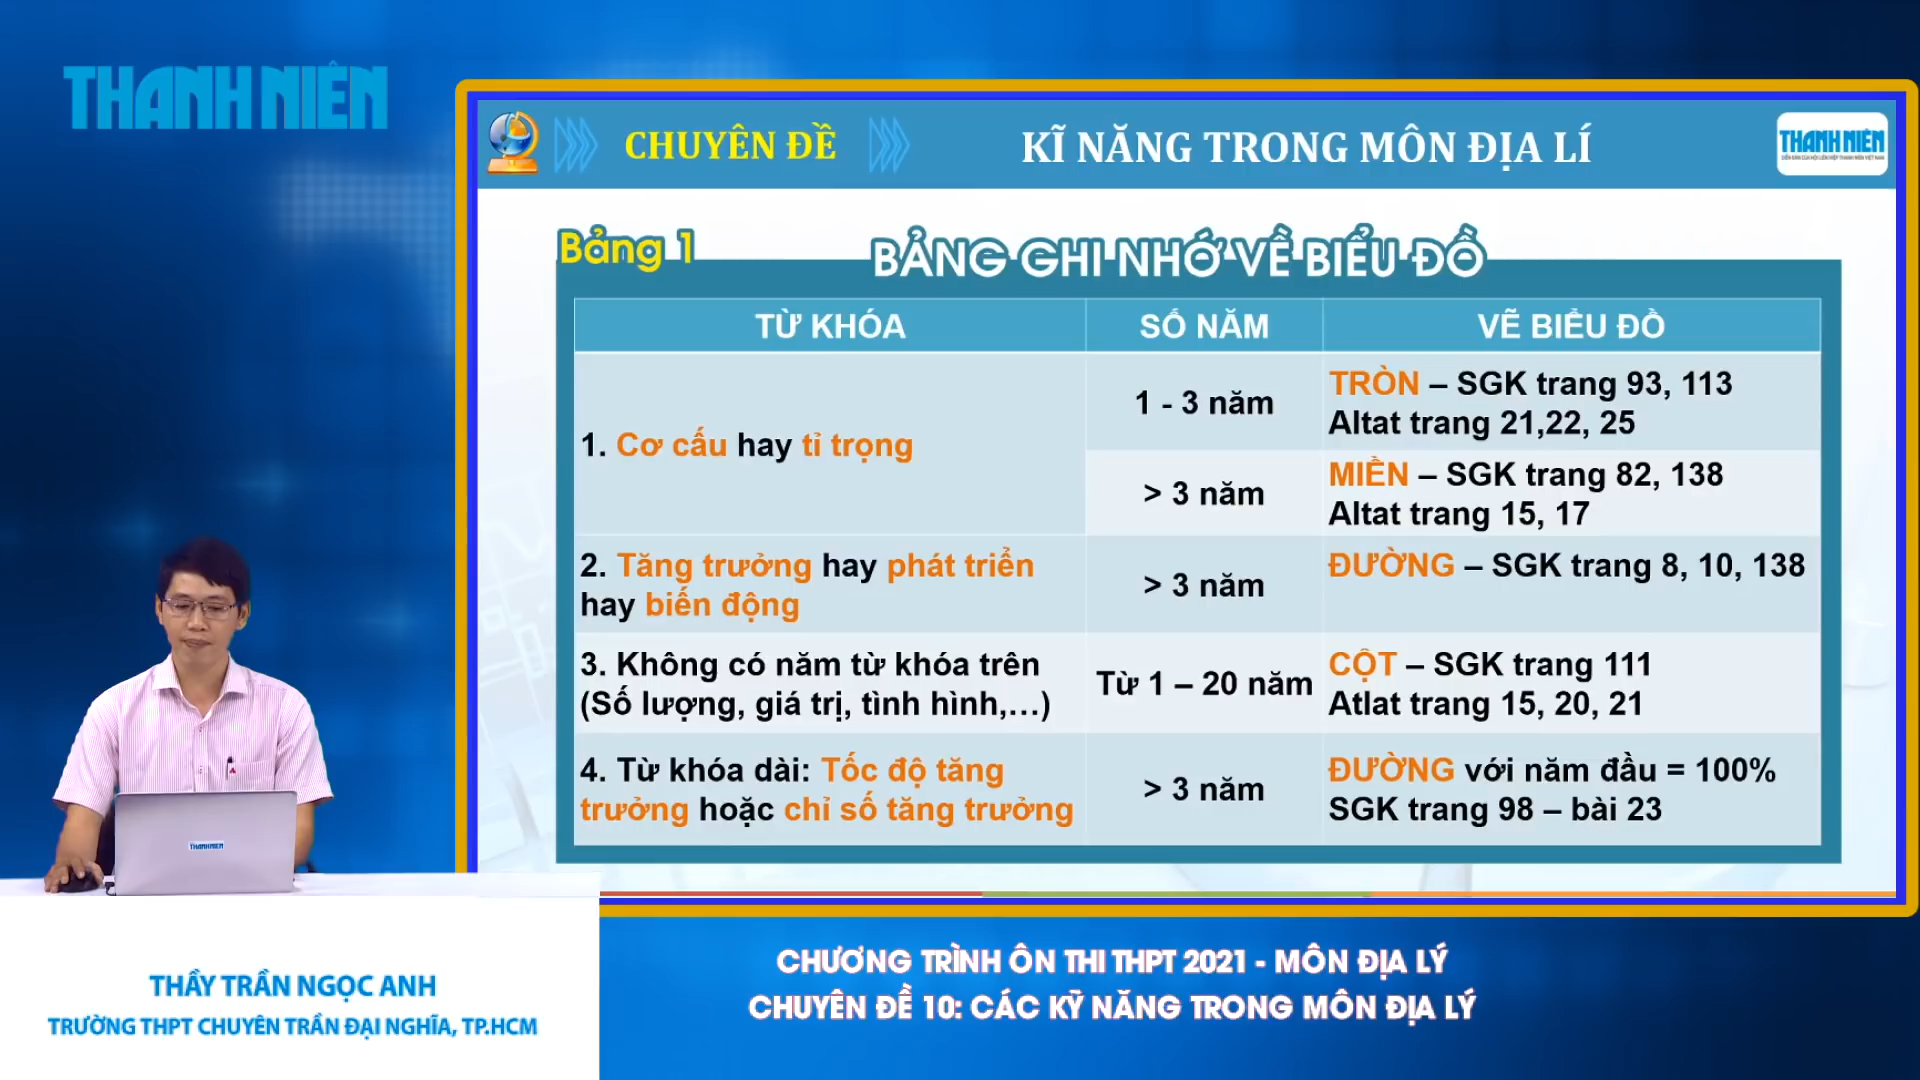 THANH NIÊN
CHUYÊN ĐỀ
KĨ NĂNG TRONG MÔN ĐỊA LÍ
THANH NIÊN
Bảng 1
BẢNG GHI NHỚ VỀ BIỂU ĐỒ
TỪ KHÓA
SỐ NĂM
VẼ BIỂU ĐỒ
1. Cơ cấu hay tỉ trọng
1 - 3 năm
TRÒN – SGK trang 93, 113
Altat trang 21,22, 25
> 3 năm
MIỀN – SGK trang 82, 138
Altat trang 15, 17
2. Tăng trưởng hay phát triển
hay biến động
> 3 năm
ĐƯỜNG – SGK trang 8, 10, 138
3. Không có năm từ khóa trên
(Số lượng, giá trị, tình hình,...)
Từ 1 – 20 năm
CỘT – SGK trang 111
Atlat trang 15, 20, 21
4. Từ khóa dài: Tốc độ tăng
trưởng hoặc chỉ số tăng trưởng
> 3 năm
ĐƯỜNG với năm đầu = 100%
SGK trang 98 – bài 23
THANH NIÊN
THẦY TRẦN NGỌC ANH
TRƯỜNG THPT CHUYÊN TRẦN ĐẠI NGHĨA, TP.HCM
CHƯƠNG TRÌNH ÔN THI THPT 2021 - MÔN ĐỊA LÝ
CHUYÊN ĐỀ 10: CÁC KỸ NĂNG TRONG MÔN ĐỊA LÝ